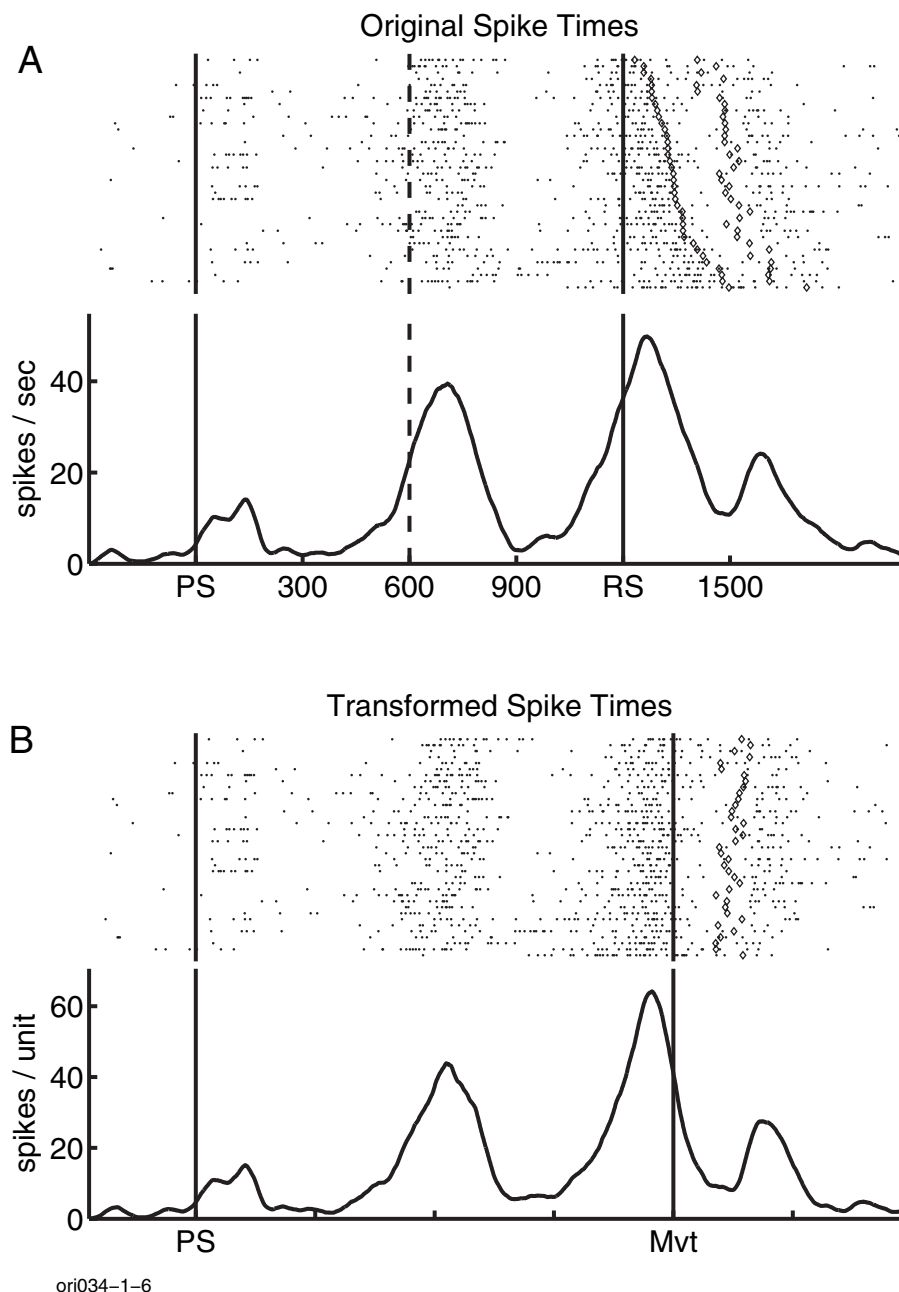 Original Spike Times
A
spikes / sec
40
20
0
PS 300 600 900 RS 1500
Transformed Spike Times
B
spikes / unit
60
40
20
0
PS Mvt
ori034−1−6